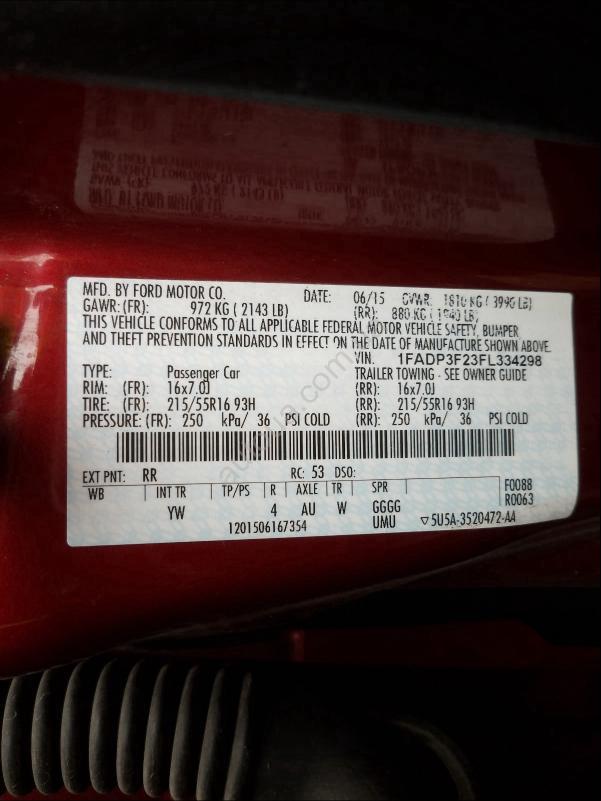 MFD. BY FORD MOTOR CO. DATE: 06/15 GVWR: 1810 KG ( 3990 LB)
GAWR: (FR): 972 KG ( 2143 LB) (RR): 880 KG ( 1940 LB)
THIS VEHICLE CONFORMS TO ALL APPLICABLE FEDERAL MOTOR VEHICLE SAFETY, BUMPER
AND THEFT PREVENTION STANDARDS IN EFFECT ON THE DATE OF MANUFACTURE SHOWN ABOVE.
VIN: 1FADP3F23FL334298
TYPE: Passenger Car TRAILER TOWING - SEE OWNER GUIDE
RIM: (FR): 16x7.0J (RR): 16x7.0J
TIRE: (FR): 215/55R16 93H (RR): 215/55R16 93H
PRESSURE: (FR): 250 kPa/ 36 PSI COLD (RR): 250 kPa/ 36 PSI COLD
EXT PNT: RR RC: 53 DSO:
WB INT TR TP/PS R AXLE TR SPR F0088
YW 4 AU W GGGG R0063
1201506167354 UMU ▽5U5A-3520472-AA